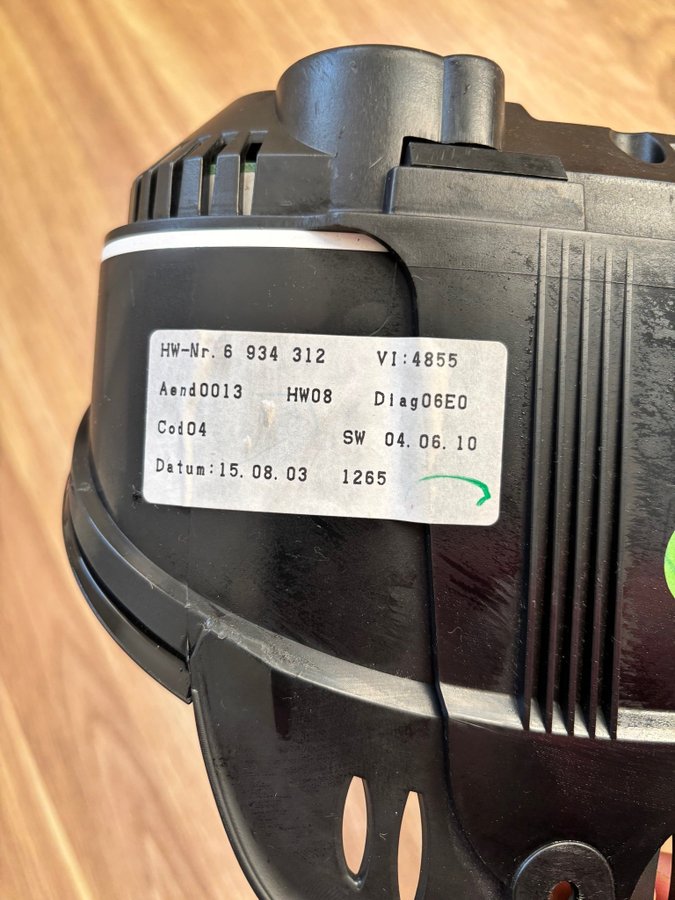 HW-Nr. 6 934 312 VI:4855
Aend0013 HW08 Diag06E0
Cod04 SW 04.06.10
Datum:15.08.03 1265